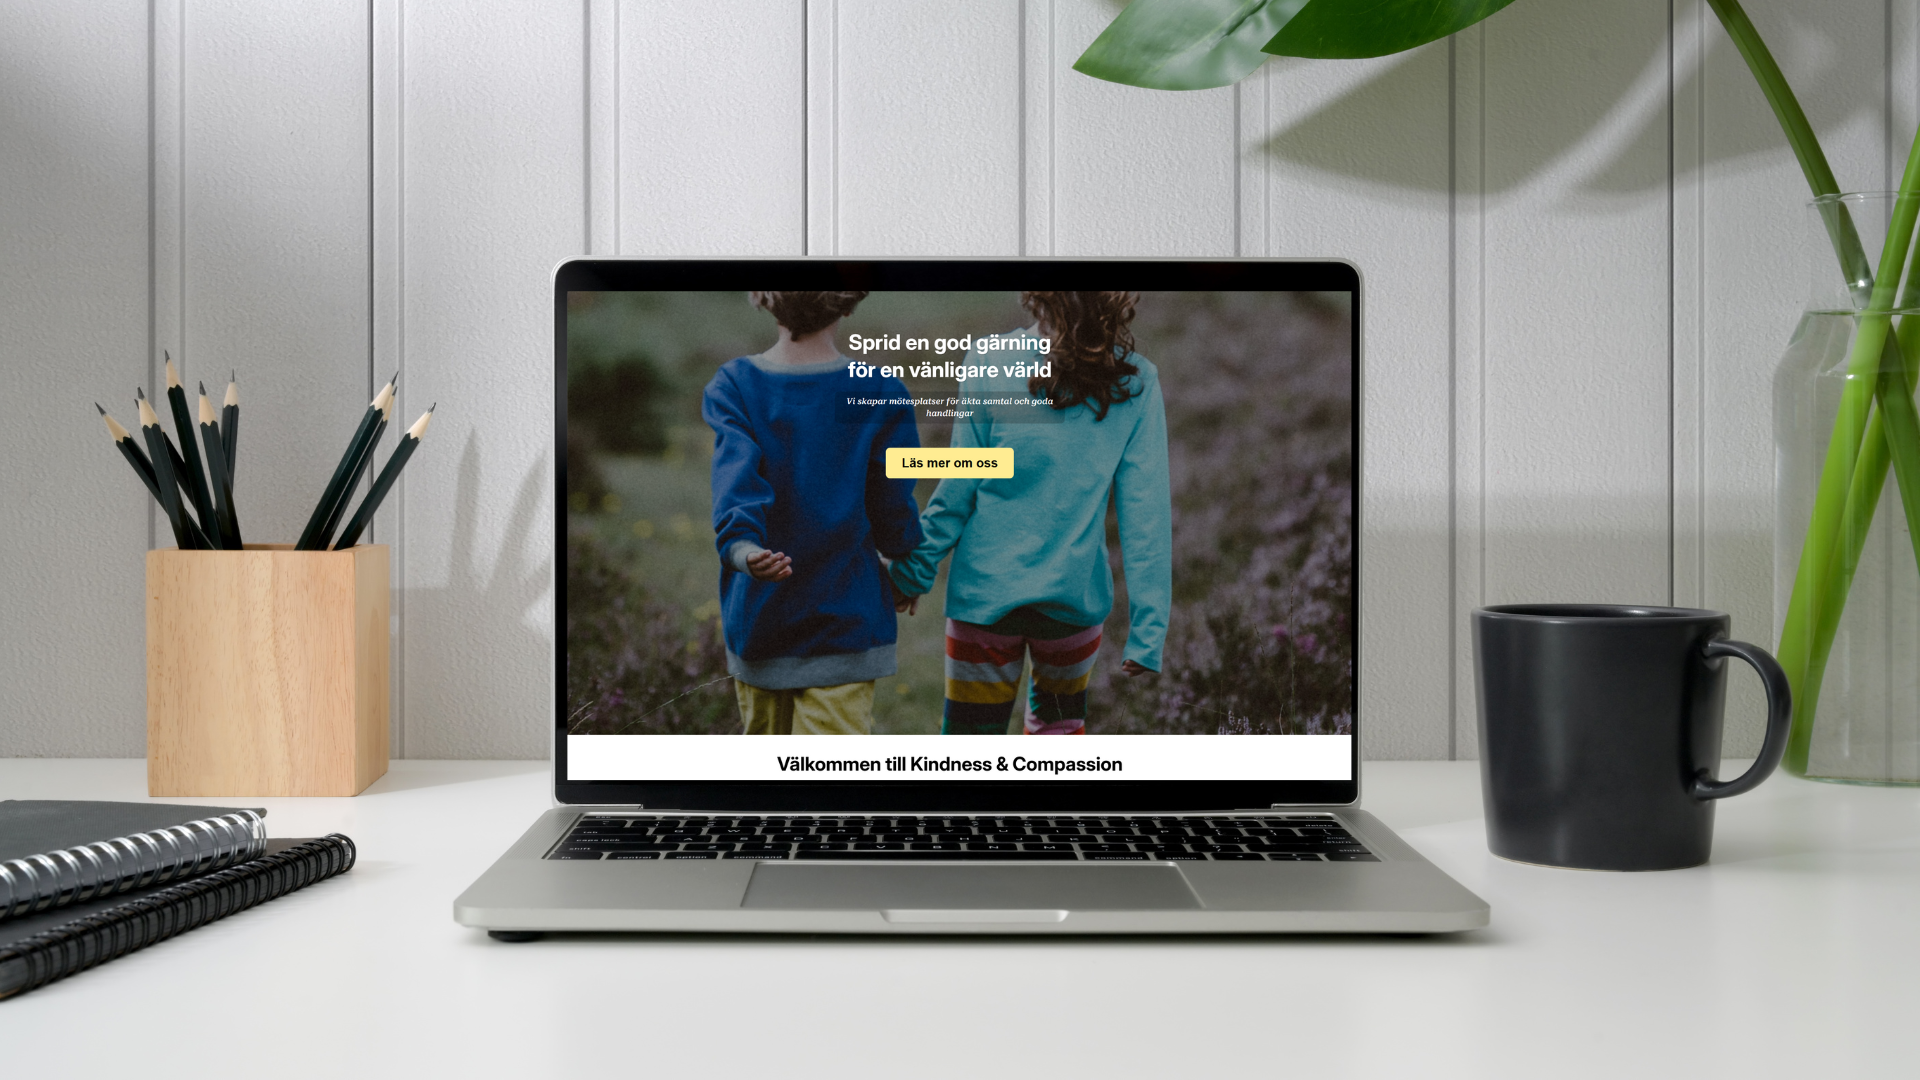 Sprid en god gärning
för en vänligare värld
Vi skapar mötesplatser för äkta samtal och goda
handlingar
Läs mer om oss
Välkommen till Kindness & Compassion